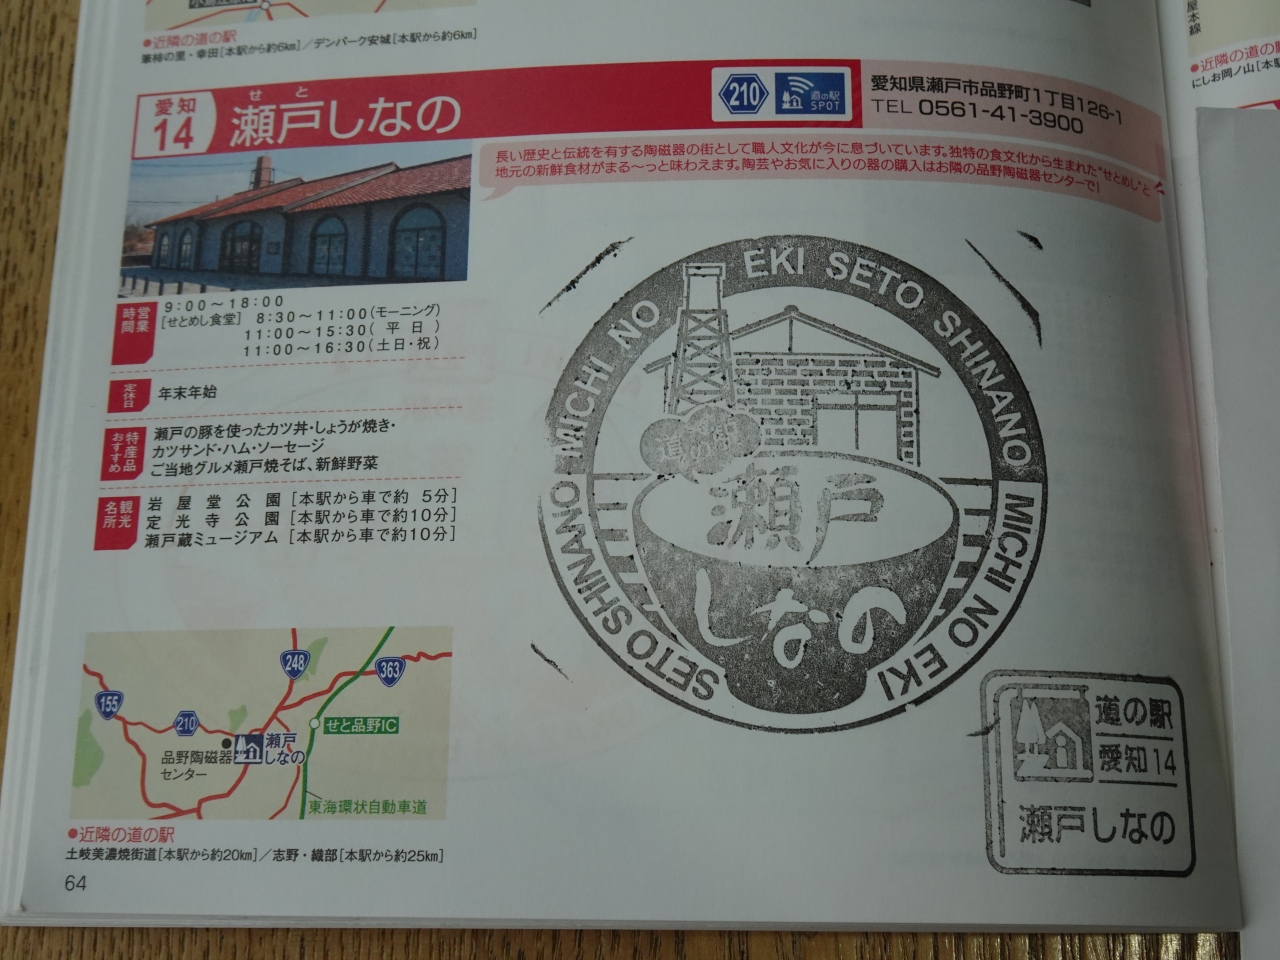 ●近隣の道の駅
筆柿の里・幸田[本駅から約6km]／デンパーク安城[本駅から約6km]
愛知
14
せと
瀬戸しなの
210
道の駅
SPOT
愛知県瀬戸市品野町1丁目126-1
TEL 0561-41-3900
長い歴史と伝統を有する陶磁器の街として職人文化が今に息づいています。独特の食文化から生まれた"せとめし"と
地元の新鮮食材がまる〜っと味わえます。陶芸やお気に入りの器の購入はお隣の品野陶磁器センターで!
営業時間
9:00〜18:00
[せとめし食堂] 8:30〜11:00(モーニング)
11:00〜15:30(平日)
11:00〜16:30(土日・祝)
定休日
年末年始
特産品おすすめ
瀬戸の豚を使ったカツ丼・しょうが焼き・
カツサンド・ハム・ソーセージ
ご当地グルメ瀬戸焼そば、新鮮野菜
観光名所
岩屋堂公園 [本駅から車で約 5分]
定光寺公園 [本駅から車で約10分]
瀬戸蔵ミュージアム [本駅から車で約10分]
MICHI NO EKI SETO SHINANO
MICHI NO EKI SETO SHINANO
瀬戸
しなの
道の駅
愛知14
瀬戸しなの
248
363
155
210
せと品野IC
瀬戸
しなの
品野陶磁器
センター
東海環状自動車道
●近隣の道の駅
土岐美濃焼街道[本駅から約20km]／志野・織部[本駅から約25km]
64
屋本線
●近隣の道の
にしお岡ノ山[本